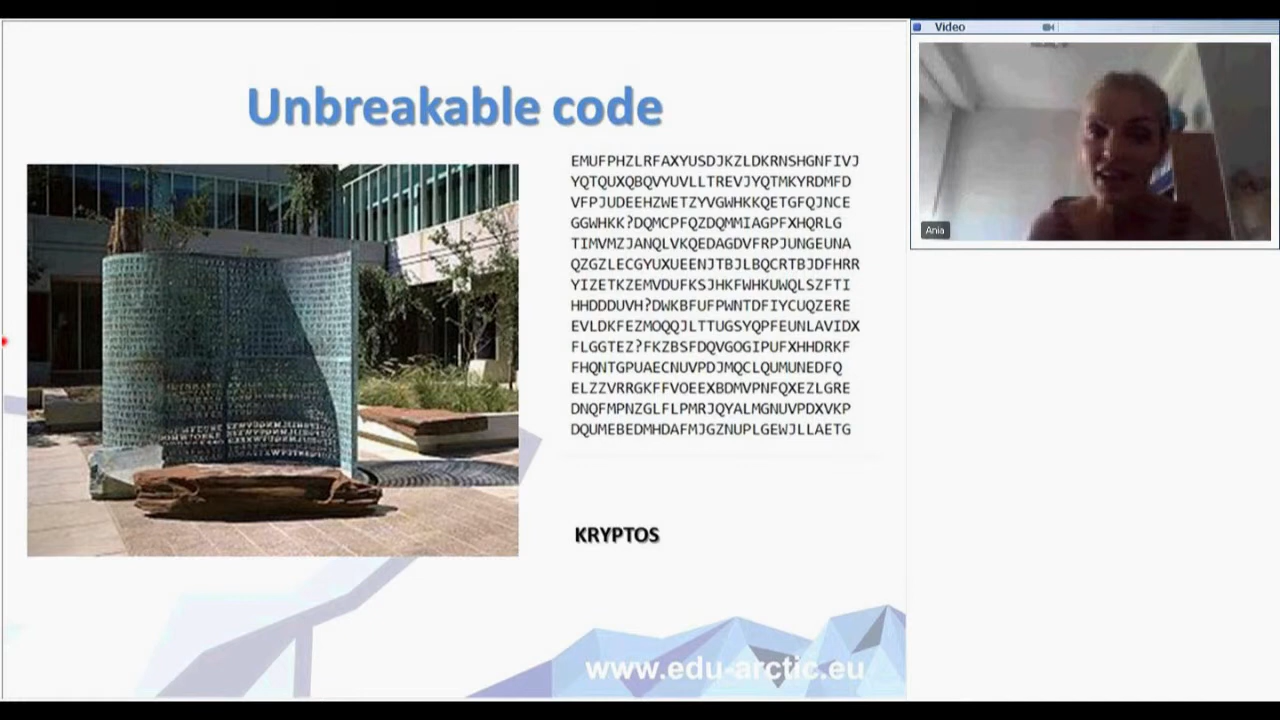 Unbreakable code
EMUFPHZLRFAXYUSDJKZLDKRNSHGNFIVJ
YQTQUXQBQVYUVLLTREVJYQTMKYRDMFD
VFPJUDEEHZWETZYVGWHKKQETGFQJNCE
GGWHKK?DQMCPFQZDQMMIAGPFXHQRLG
TIMVMZJANQLVKQEDAGDVFRPJUNGEUNA
QZGZLECGYUXUEENJTBJLBQCRTBJDFHRR
YIZETKZEMVDUFKSJHKFWHKUWQLSZFTI
HHDDDUVH?DWKBFUFPWNTDFIYCUQZERE
EVLDKFEZMOQQJLTTUGSYQPFEUNLAVIDX
FLGGTEZ?FKZBSFDQVGOGIPUFXHHDRKF
FHQNTGPUAECNUVPDJMQCLQUMUNEDFQ
ELZZVRRGKFFVOEEXBDMVPNFQXEZLGRE
DNQFMPNZGLFLPMRJQYALMGNUVPDXVKP
DQUMEBEDMHDAFMJGZNUPLGEWJLLAETG
KRYPTOS
www.edu-arctic.eu
Video
Ania